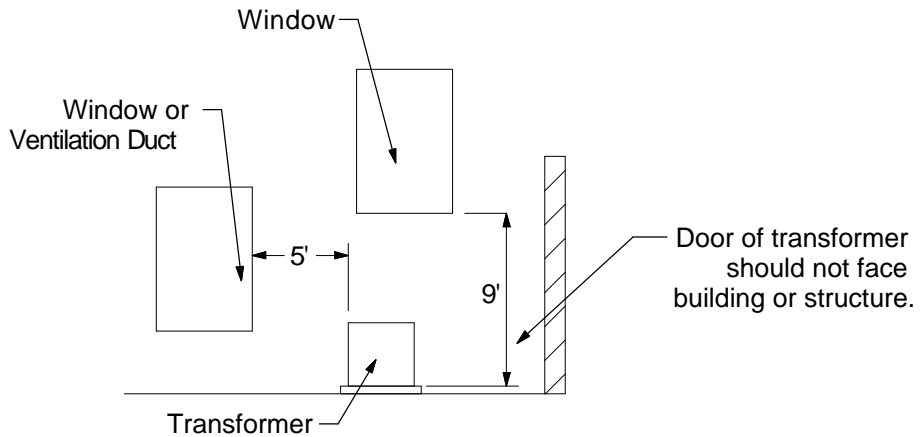 Window
Window or
Ventilation Duct
5'
9'
Door of transformer
should not face
building or structure.
Transformer